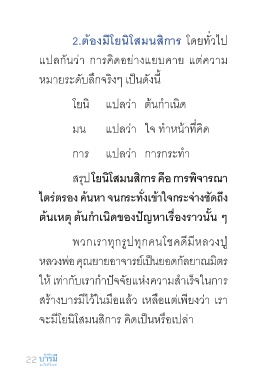 2.ต้องมีโยนิโสมนสิการ โดยทั่วไป
แปลกันว่า การคิดอย่างแยบคาย แต่ความ
หมายระดับลึกจริงๆ เป็นดังนี้
โยนิ แปลว่า ต้นกำเนิด
มน แปลว่า ใจ ทำหน้าที่คิด
การ แปลว่า การกระทำ
สรุป โยนิโสมนสิการ คือ การพิจารณา
ไตร่ตรอง ค้นหา จนกระทั่งเข้าใจกระจ่างชัดถึง
ต้นเหตุ ต้นกำเนิดของปัญหาเรื่องราวนั้น ๆ
พวกเราทุกรูปทุกคนโชคดีมีหลวงปู่
หลวงพ่อ คุณยายอาจารย์เป็นยอดกัลยาณมิตร
ให้ เท่ากับเรากำปัจจัยแห่งความสำเร็จในการ
สร้างบารมีไว้ในมือแล้ว เหลือแต่เพียงว่า เรา
จะมีโยนิโสมนสิการ คิดเป็นหรือเปล่า
22 บารมี